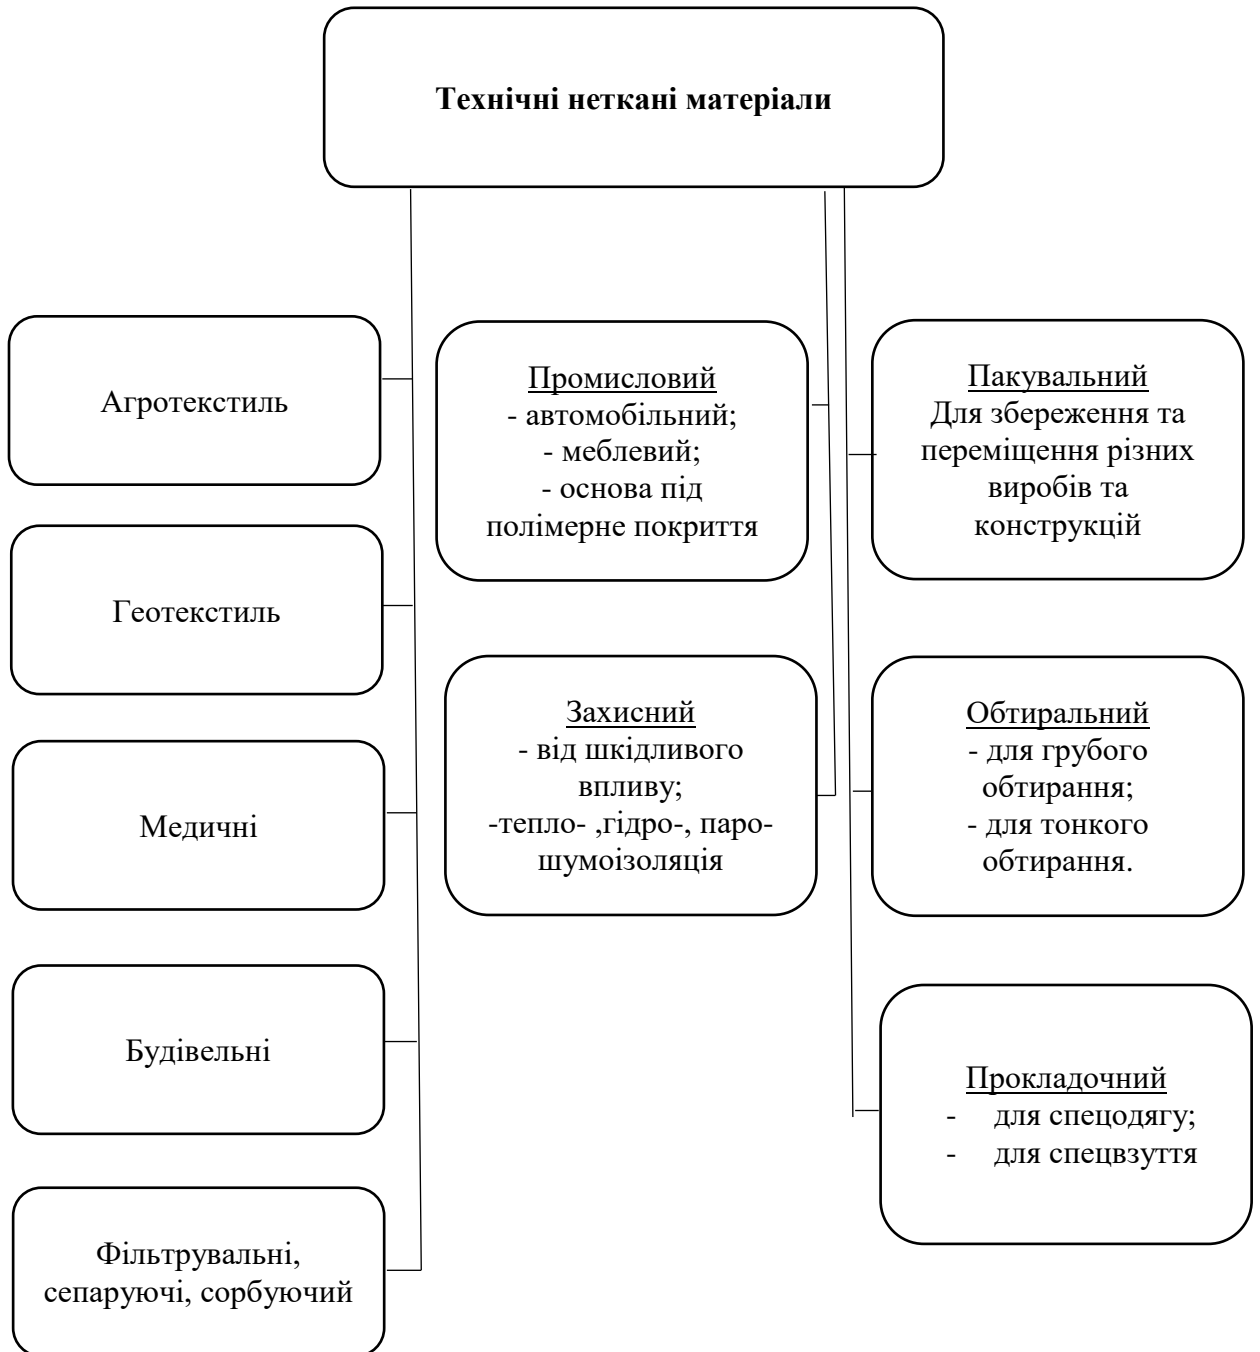 Технічні неткані матеріали
Агротекстиль
Геотекстиль
Медичні
Будівельні
Фільтрувальні,
сепаруючі, сорбуючий
Промисловий
- автомобільний;
- меблевий;
- основа під
полімерне покриття
Захисний
- від шкідливого
впливу;
-тепло- ,гідро-, паро-
шумоізоляція
Пакувальний
Для збереження та
переміщення різних
виробів та
конструкцій
Обтиральний
- для грубого
обтирання;
- для тонкого
обтирання.
Прокладочний
- для спецодягу;
- для спецвзуття